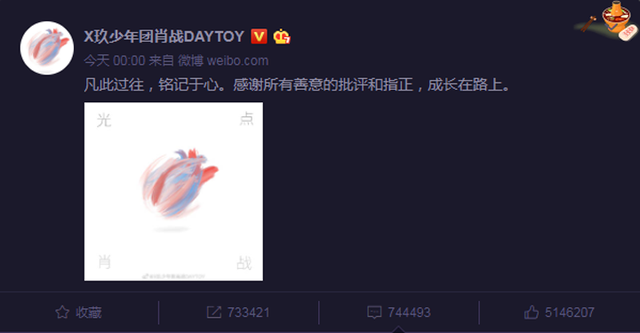 X玖少年团肖战DAYTOY
今天 00:00 来自 微博 weibo.com
凡此过往，铭记于心。感谢所有善意的批评和指正，成长在路上。
光 点
肖 战
收藏 733421 744493 5146207